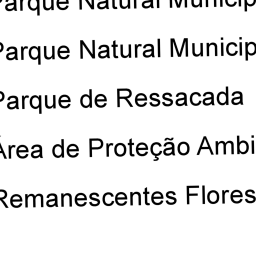 Parque Natural Municip
Parque Natural Municip
Parque de Ressacada
Área de Proteção Ambi
Remanescentes Flores